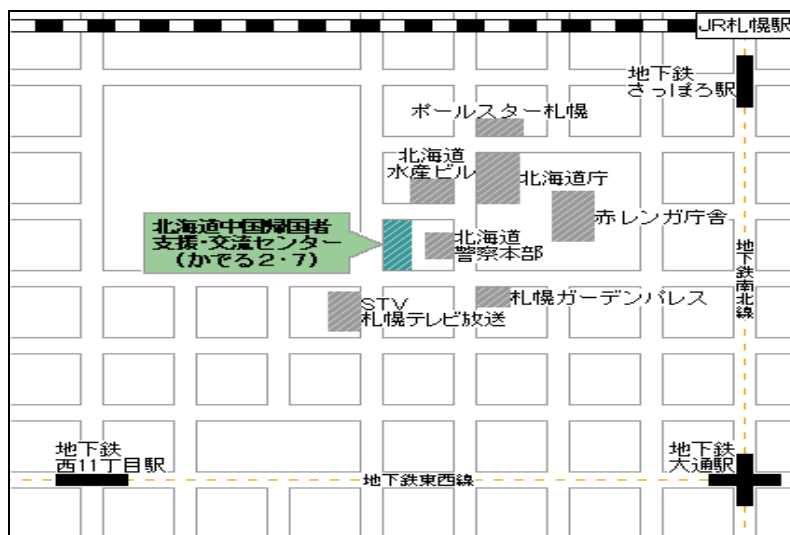 JR札幌駅
地下鉄
さっぽろ駅
ポールスター札幌
北海道
水産ビル
北海道庁
赤レンガ庁舎
北海道中国帰国者
支援・交流センター
(かでる2・7)
北海道
警察本部
地下鉄南北線
STV
札幌テレビ放送
札幌ガーデンパレス
地下鉄
西11丁目駅
地下鉄
大通駅
地下鉄東西線